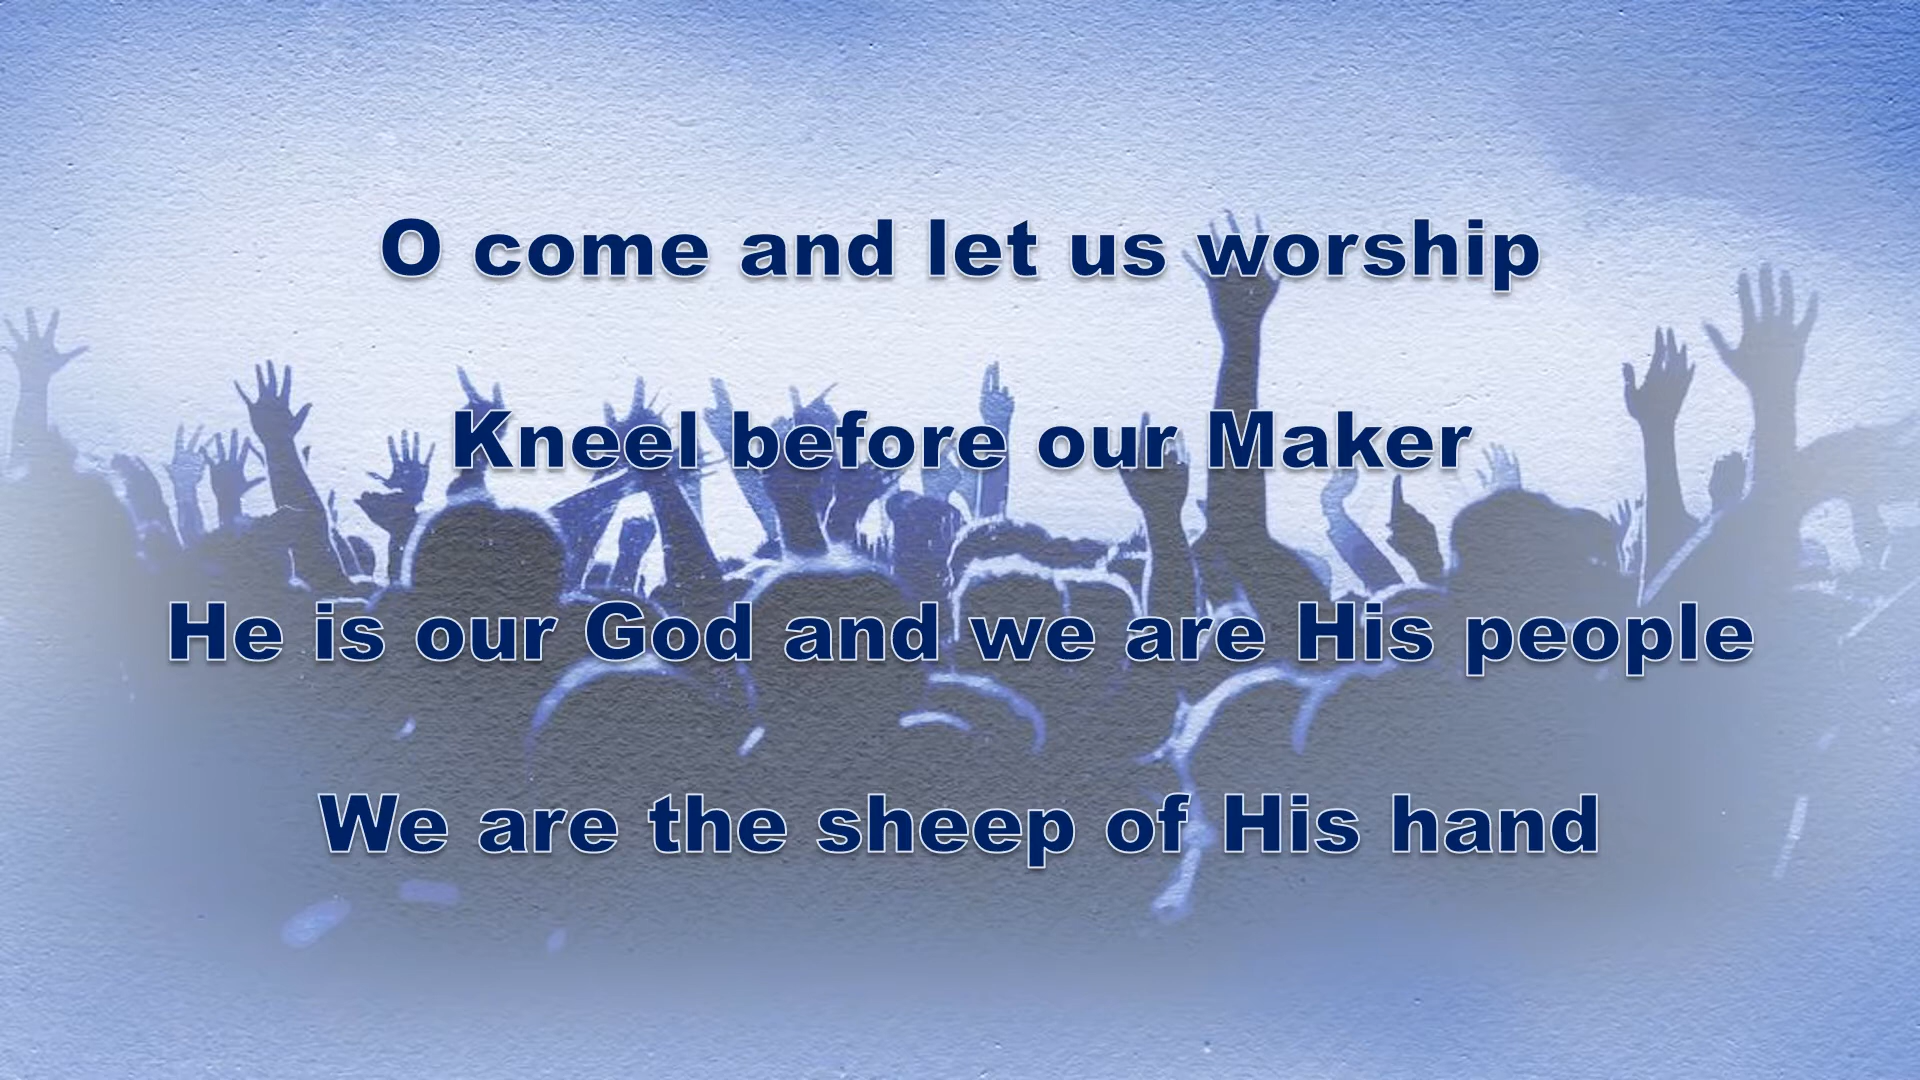 O come and let us worship
Kneel before our Maker
He is our God and we are His people
We are the sheep of His hand